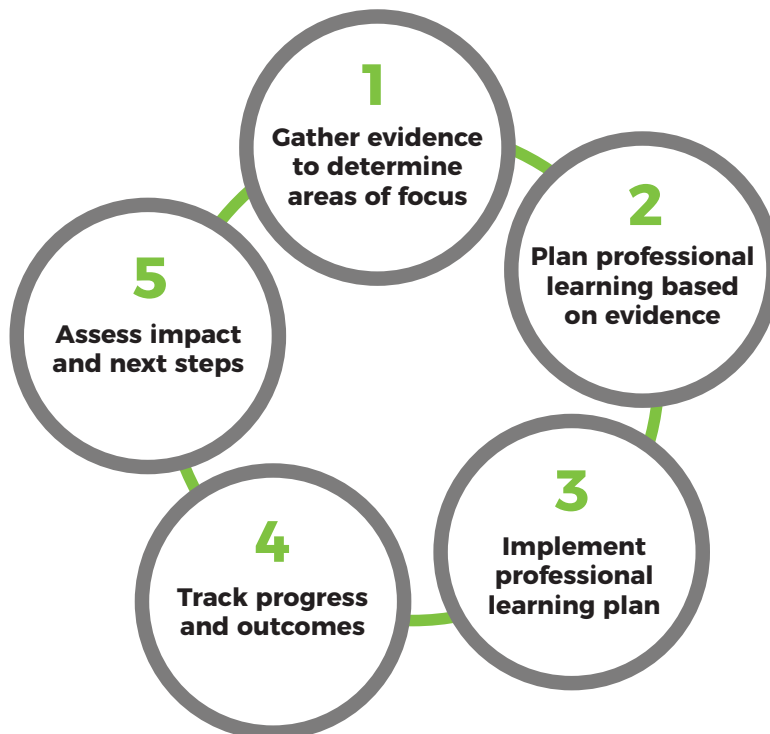 1
Gather evidence
to determine
areas of focus
2
Plan professional
learning based
on evidence
3
Implement
professional
learning plan
4
Track progress
and outcomes
5
Assess impact
and next steps